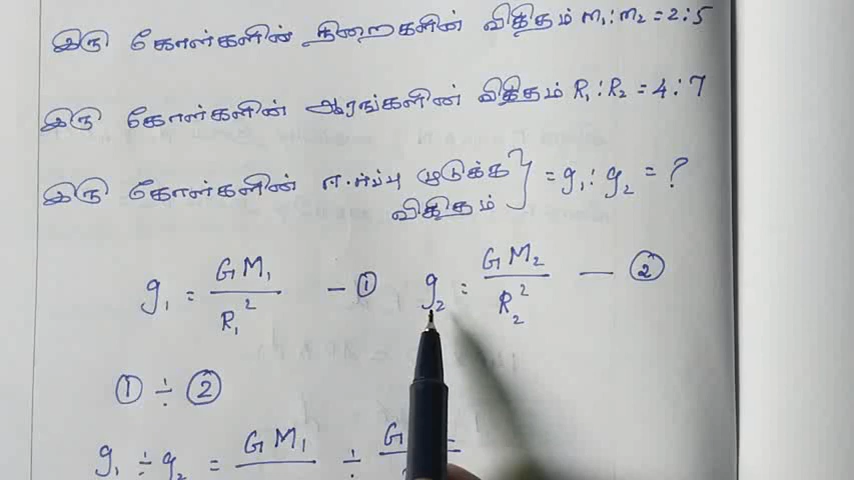 இரு கோள்களின் நிறைகளின் விகிதம் m₁:m₂ = 2:5
இரு கோள்களின் ஆரங்களின் விகிதம் R₁:R₂ = 4:7
இரு கோள்களின் ஈர்ப்பு முடுக்க } = g₁:g₂ = ?
விகிதம்
g₁ = GM₁/R₁² — ① g₂ = GM₂/R₂² — ②
① ÷ ②
g₁ ÷ g₂ = GM₁ ÷ G